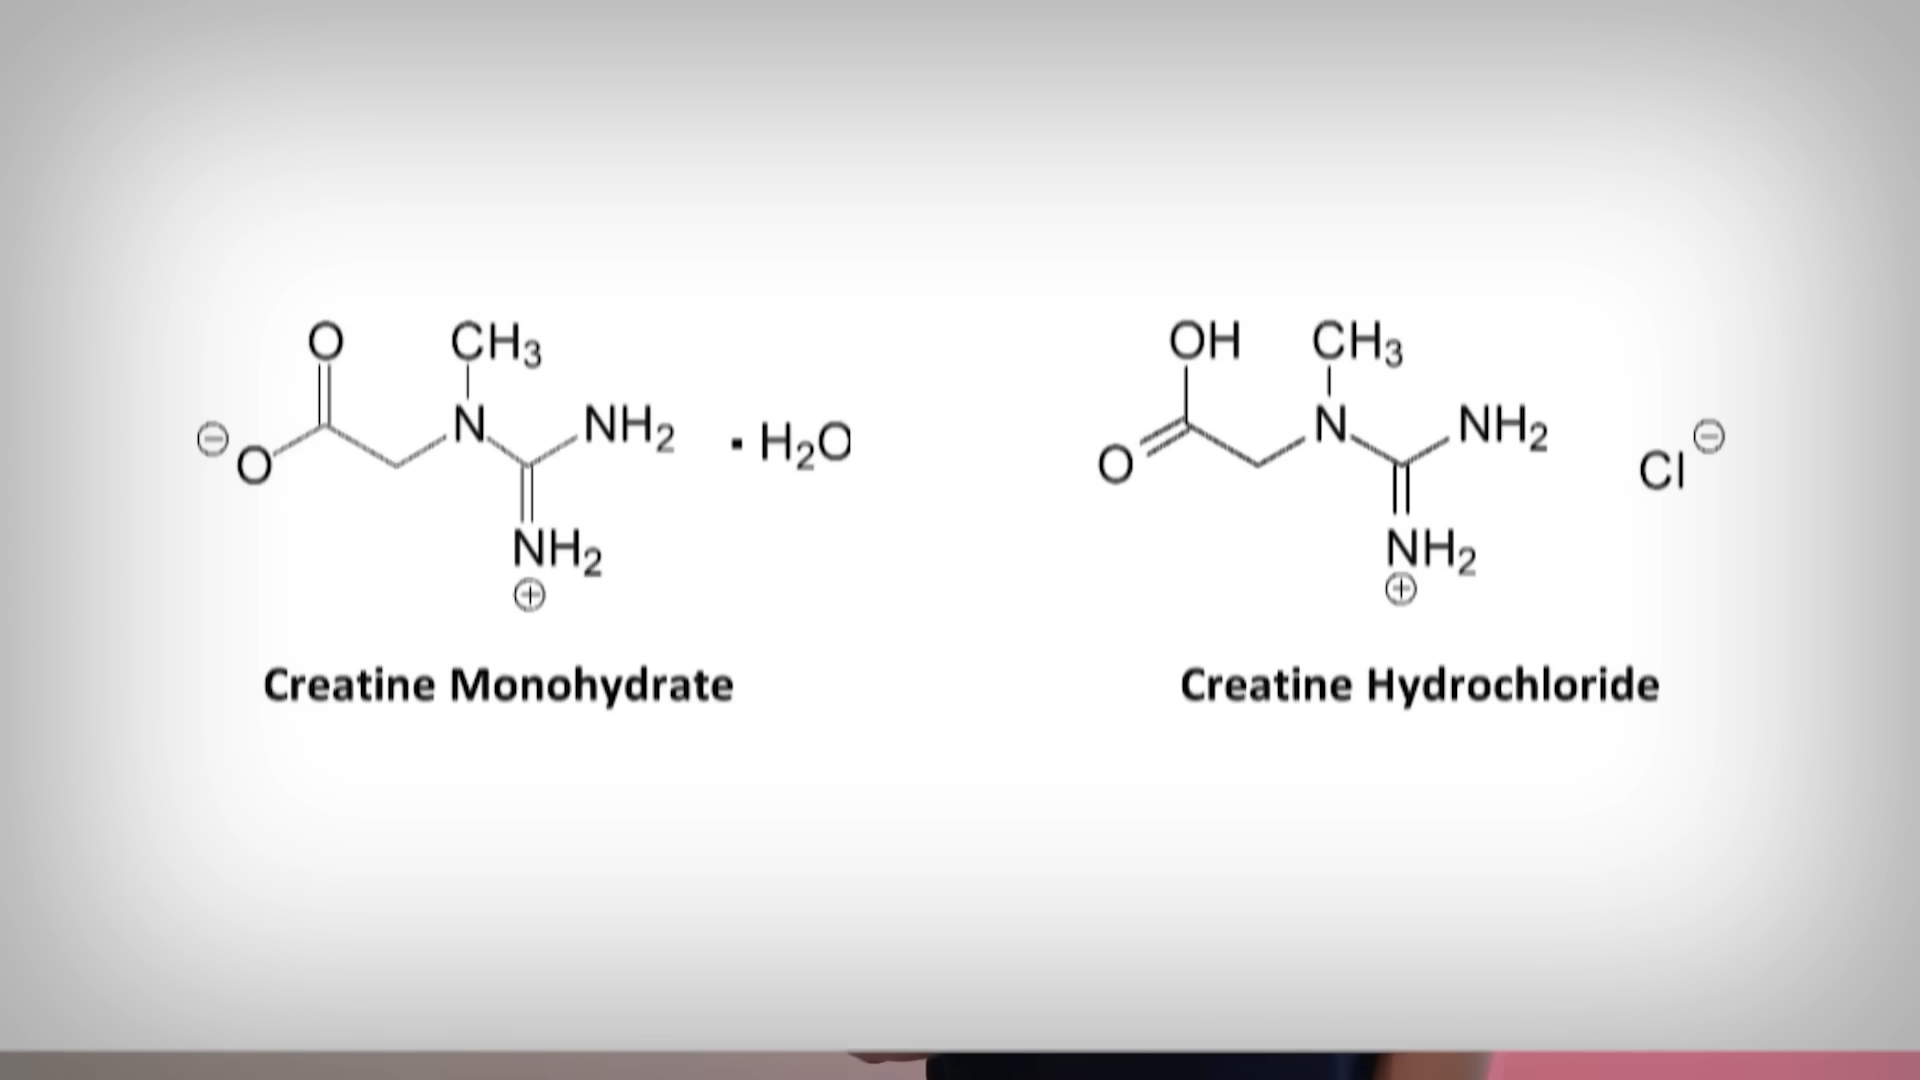 O CH₃
⊖ O N NH₂ · H₂O
NH₂
⊕
Creatine Monohydrate
OH CH₃
O N NH₂ Cl ⊖
NH₂
⊕
Creatine Hydrochloride